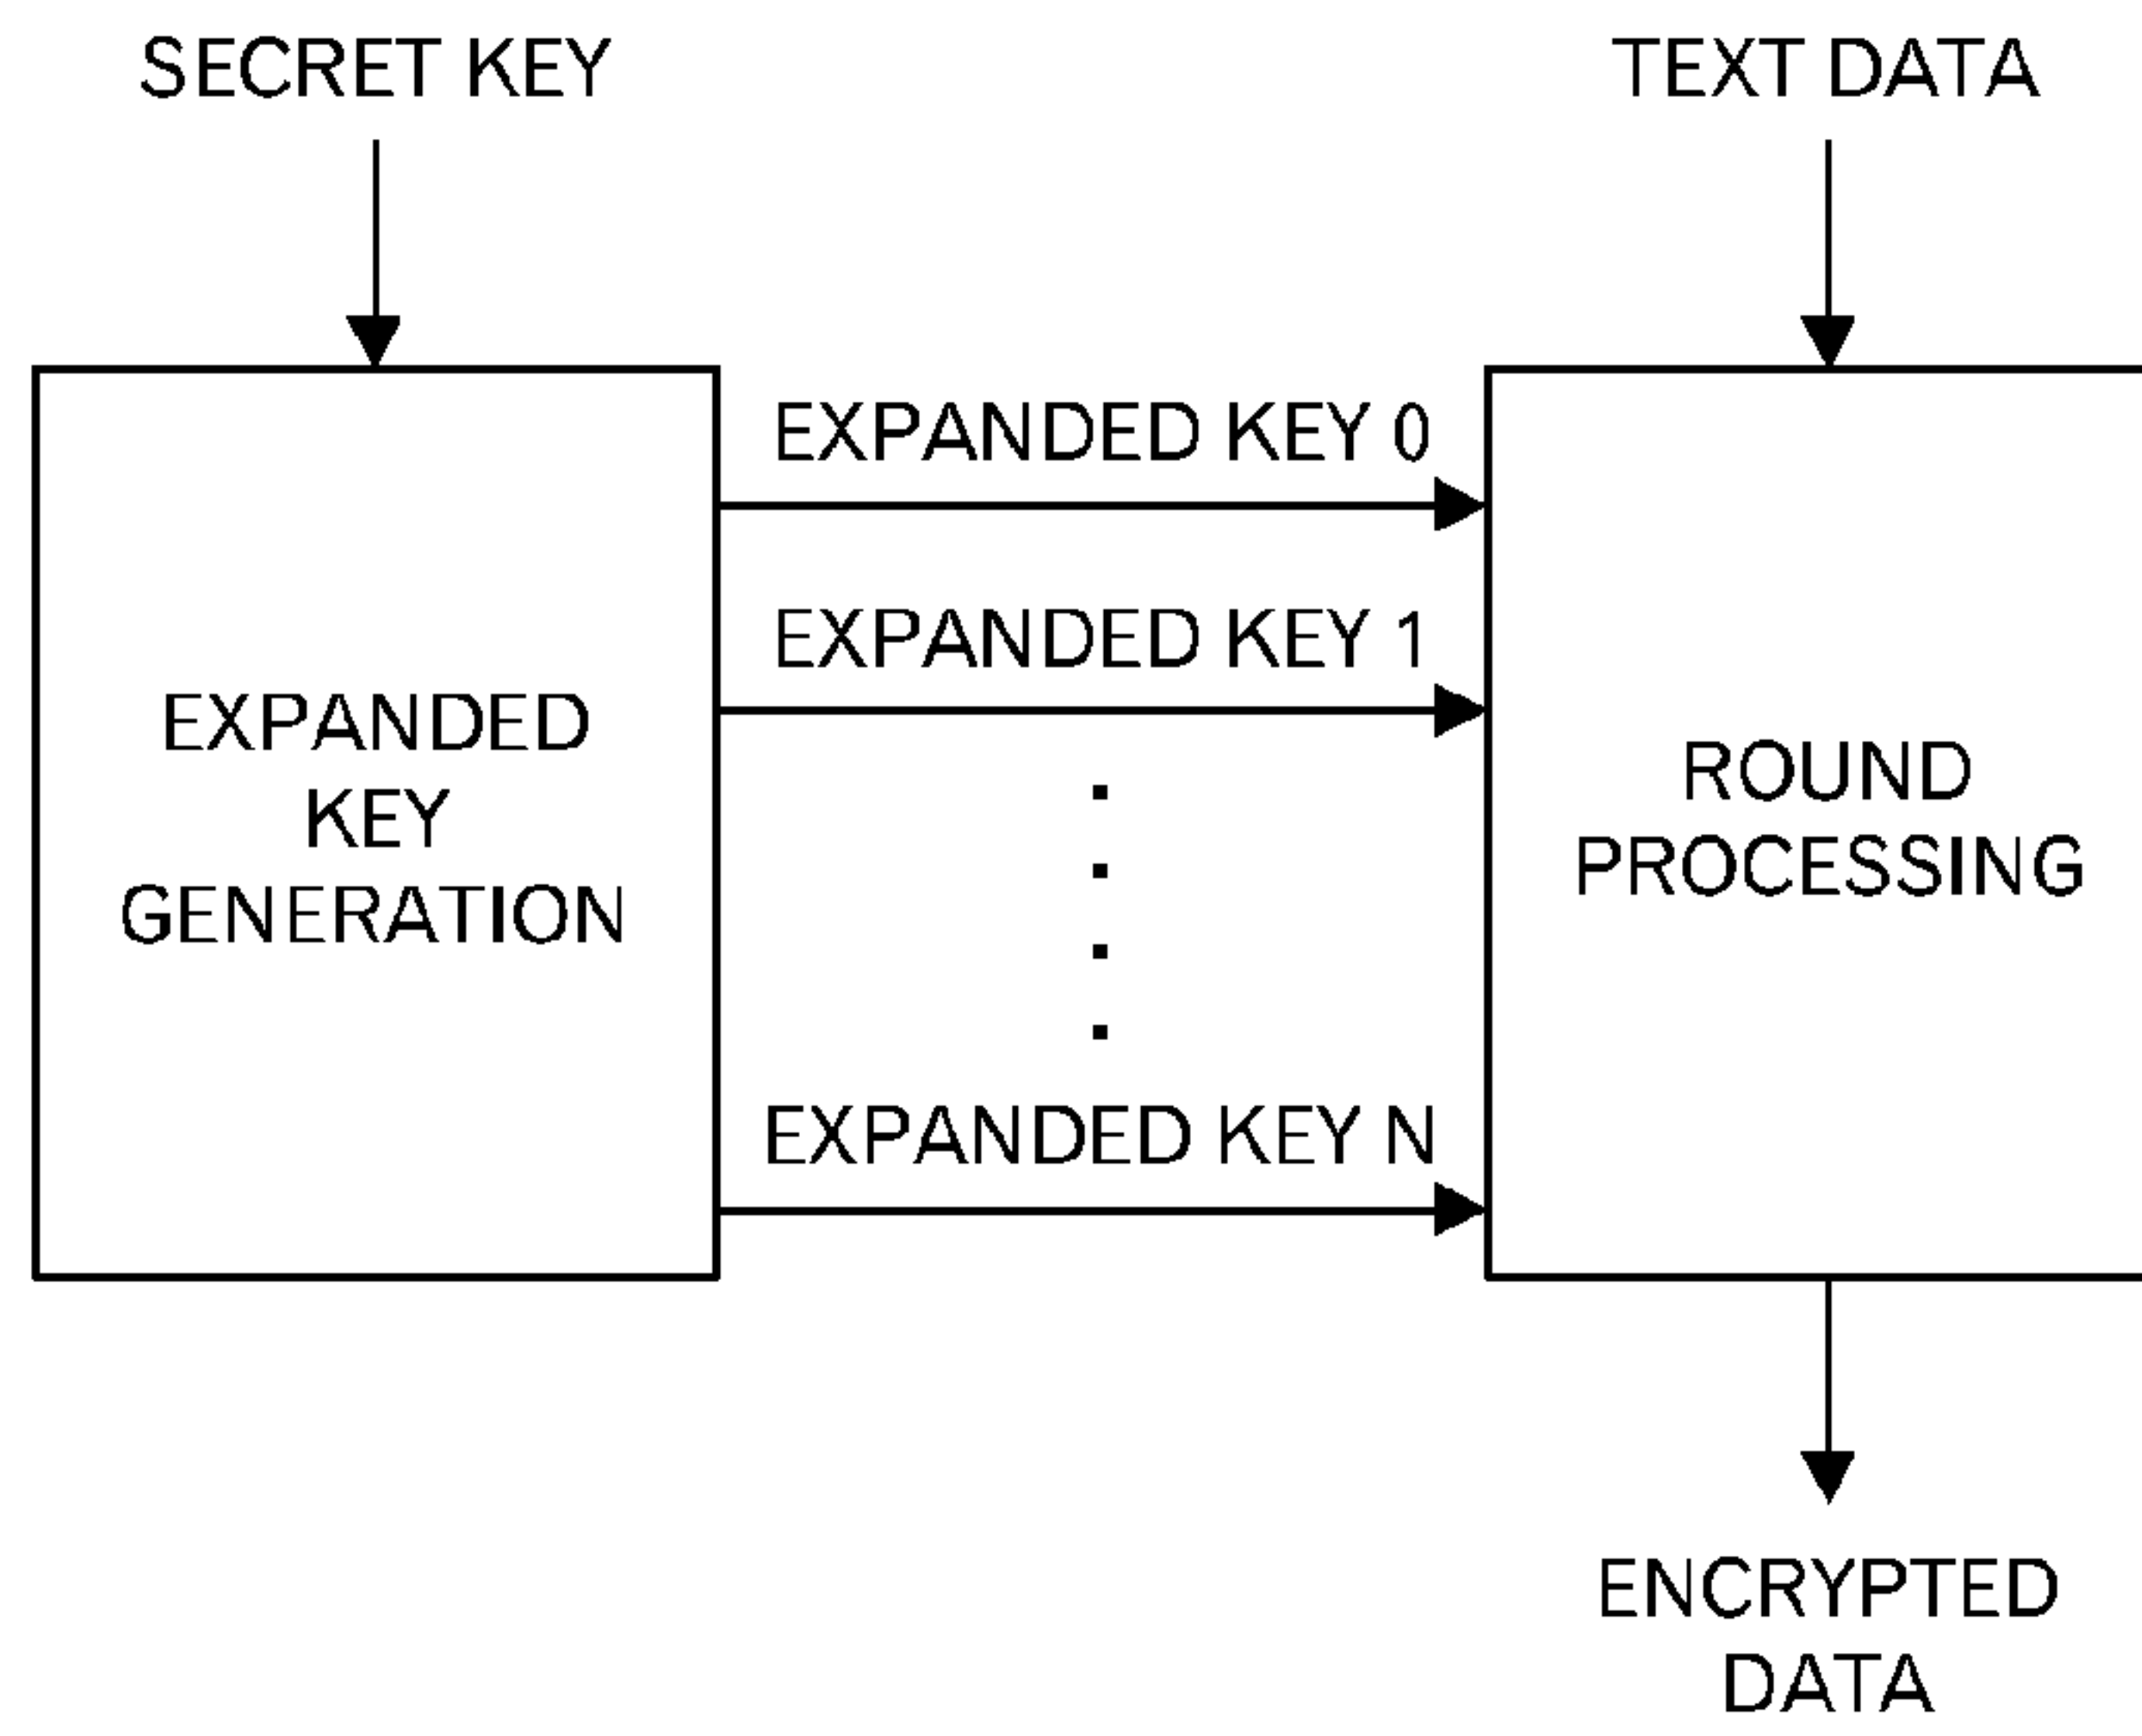 SECRET KEY
TEXT DATA
EXPANDED KEY 0
EXPANDED KEY 1
EXPANDED
KEY
GENERATION
ROUND
PROCESSING
EXPANDED KEY N
ENCRYPTED
DATA